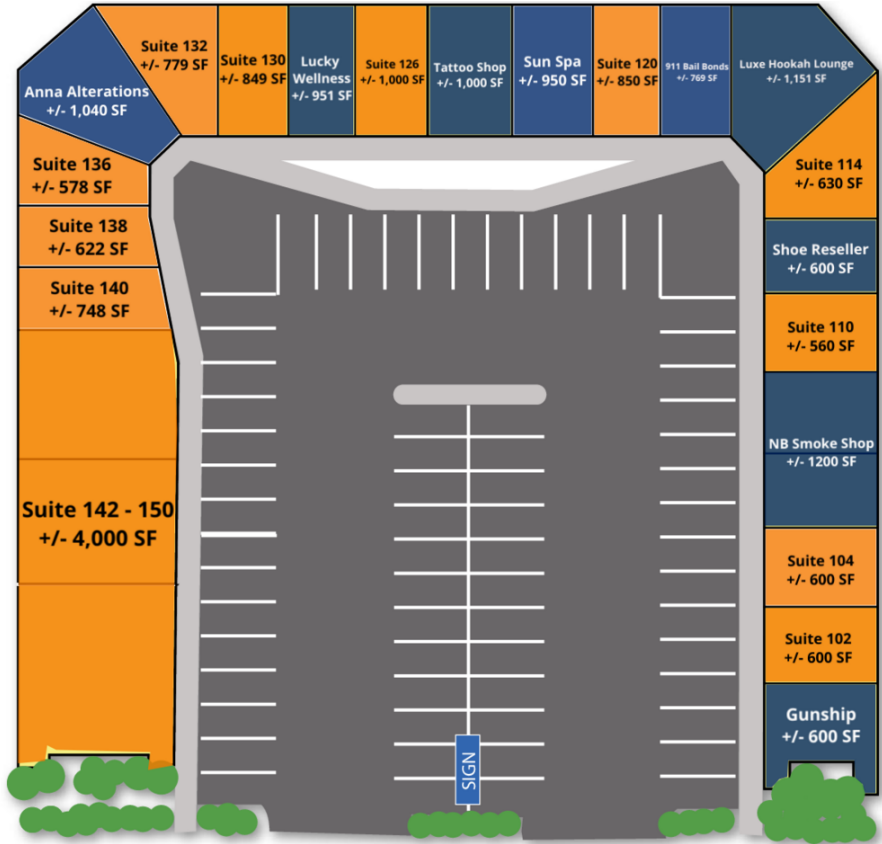 Suite 132
+/- 779 SF
Suite 130
+/- 849 SF
Lucky
Wellness
+/- 951 SF
Suite 126
+/- 1,000 SF
Tattoo Shop
+/- 1,000 SF
Sun Spa
+/- 950 SF
Suite 120
+/- 850 SF
911 Bail Bonds
+/- 769 SF
Luxe Hookah Lounge
+/- 1,151 SF
Anna Alterations
+/- 1,040 SF
Suite 136
+/- 578 SF
Suite 138
+/- 622 SF
Suite 140
+/- 748 SF
Suite 142 - 150
+/- 4,000 SF
Suite 114
+/- 630 SF
Shoe Reseller
+/- 600 SF
Suite 110
+/- 560 SF
NB Smoke Shop
+/- 1200 SF
Suite 104
+/- 600 SF
Suite 102
+/- 600 SF
Gunship
+/- 600 SF
SIGN